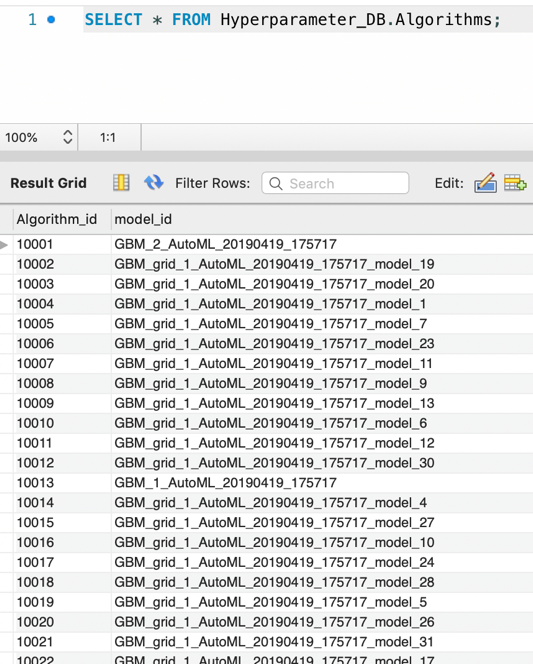 1 SELECT * FROM Hyperparameter_DB.Algorithms;
100% 1:1
Result Grid Filter Rows: Search Edit:
Algorithm_id model_id
10001 GBM_2_AutoML_20190419_175717
10002 GBM_grid_1_AutoML_20190419_175717_model_19
10003 GBM_grid_1_AutoML_20190419_175717_model_20
10004 GBM_grid_1_AutoML_20190419_175717_model_1
10005 GBM_grid_1_AutoML_20190419_175717_model_7
10006 GBM_grid_1_AutoML_20190419_175717_model_23
10007 GBM_grid_1_AutoML_20190419_175717_model_11
10008 GBM_grid_1_AutoML_20190419_175717_model_9
10009 GBM_grid_1_AutoML_20190419_175717_model_13
10010 GBM_grid_1_AutoML_20190419_175717_model_6
10011 GBM_grid_1_AutoML_20190419_175717_model_12
10012 GBM_grid_1_AutoML_20190419_175717_model_30
10013 GBM_1_AutoML_20190419_175717
10014 GBM_grid_1_AutoML_20190419_175717_model_4
10015 GBM_grid_1_AutoML_20190419_175717_model_27
10016 GBM_grid_1_AutoML_20190419_175717_model_10
10017 GBM_grid_1_AutoML_20190419_175717_model_24
10018 GBM_grid_1_AutoML_20190419_175717_model_28
10019 GBM_grid_1_AutoML_20190419_175717_model_5
10020 GBM_grid_1_AutoML_20190419_175717_model_26
10021 GBM_grid_1_AutoML_20190419_175717_model_31
10022 GBM_grid_1_AutoML_20190419_175717_model_17